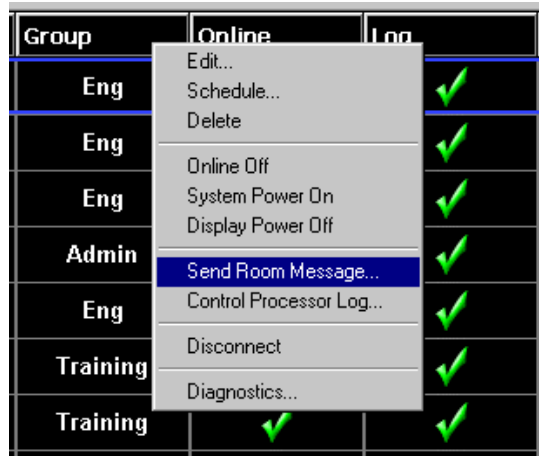 Group Online Log
Edit...
Eng
Schedule...
Delete
Eng
Online Off
Eng
System Power On
Display Power Off
Admin
Send Room Message...
Eng
Control Processor Log...
Disconnect
Training
Diagnostics...
Training